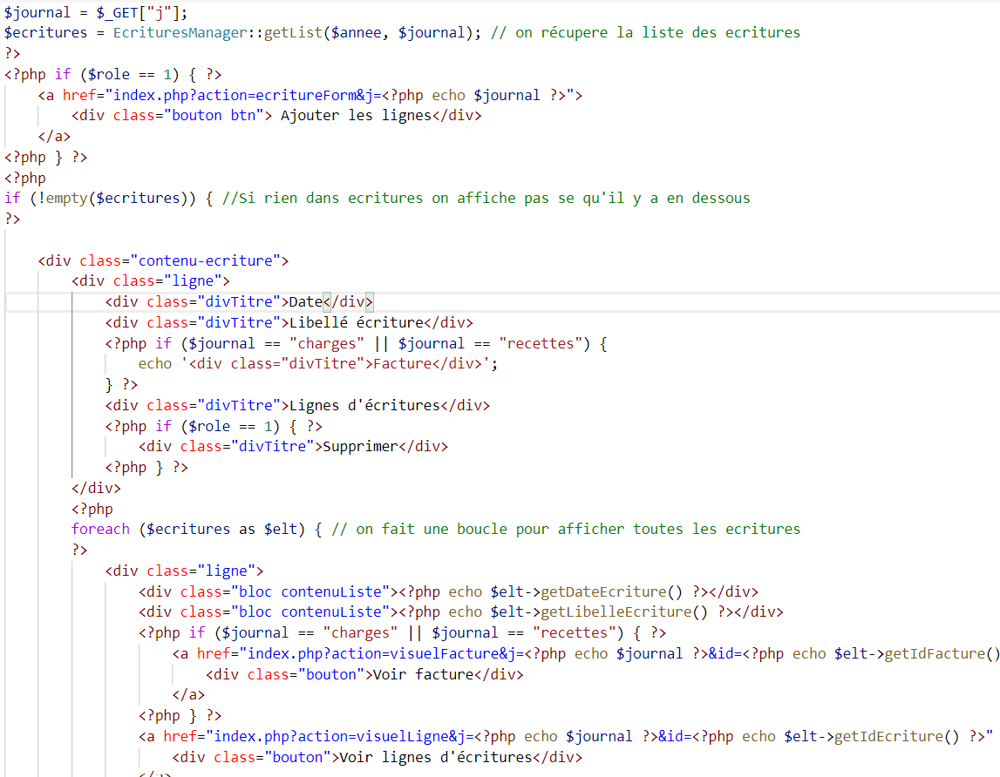 $journal = $_GET["j"];
$ecritures = EcrituresManager::getList($annee, $journal); // on récupere la liste des ecritures
?>
<?php if ($role == 1) { ?>
<a href="index.php?action=ecritureForm&j=<?php echo $journal ?>">
<div class="bouton btn"> Ajouter les lignes</div>
</a>
<?php } ?>
<?php
if (!empty($ecritures)) { //Si rien dans ecritures on affiche pas se qu'il y a en dessous
?>
<div class="contenu-ecriture">
<div class="ligne">
<div class="divTitre">Date</div>
<div class="divTitre">Libellé écriture</div>
<?php if ($journal == "charges" || $journal == "recettes") {
echo '<div class="divTitre">Facture</div>';
} ?>
<div class="divTitre">Lignes d'écritures</div>
<?php if ($role == 1) { ?>
<div class="divTitre">Supprimer</div>
<?php } ?>
</div>
<?php
foreach ($ecritures as $elt) { // on fait une boucle pour afficher toutes les ecritures
?>
<div class="ligne">
<div class="bloc contenuListe"><?php echo $elt->getDateEcriture() ?></div>
<div class="bloc contenuListe"><?php echo $elt->getLibelleEcriture() ?></div>
<?php if ($journal == "charges" || $journal == "recettes") { ?>
<a href="index.php?action=visuelFacture&j=<?php echo $journal ?>&id=<?php echo $elt->getIdFacture()
<div class="bouton">Voir facture</div>
</a>
<?php } ?>
<a href="index.php?action=visuelLigne&j=<?php echo $journal ?>&id=<?php echo $elt->getIdEcriture() ?>"
<div class="bouton">Voir lignes d'écritures</div>